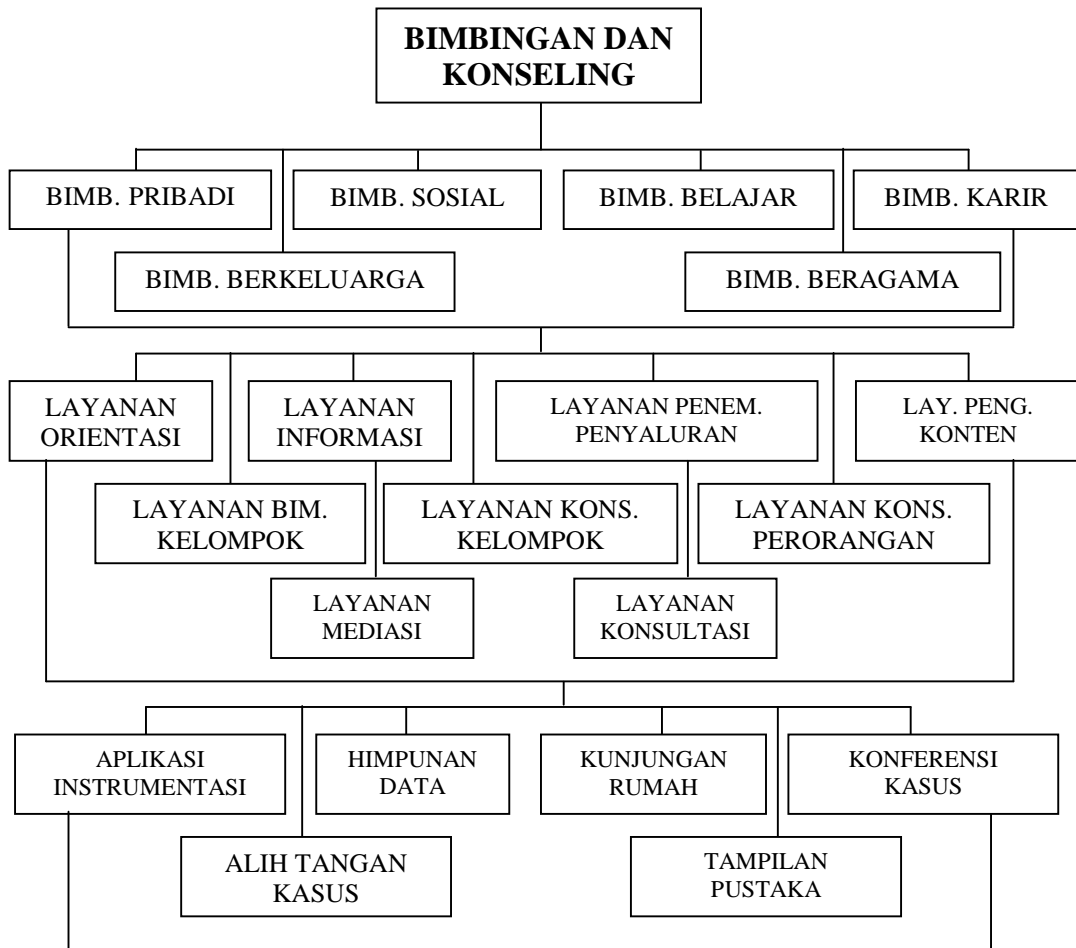 BIMBINGAN DAN
KONSELING
BIMB. PRIBADI
BIMB. SOSIAL
BIMB. BELAJAR
BIMB. KARIR
BIMB. BERKELUARGA
BIMB. BERAGAMA
LAYANAN
ORIENTASI
LAYANAN
INFORMASI
LAYANAN PENEM.
PENYALURAN
LAY. PENG.
KONTEN
LAYANAN BIM.
KELOMPOK
LAYANAN KONS.
KELOMPOK
LAYANAN KONS.
PERORANGAN
LAYANAN
MEDIASI
LAYANAN
KONSULTASI
APLIKASI
INSTRUMENTASI
HIMPUNAN
DATA
KUNJUNGAN
RUMAH
KONFERENSI
KASUS
ALIH TANGAN
KASUS
TAMPILAN
PUSTAKA